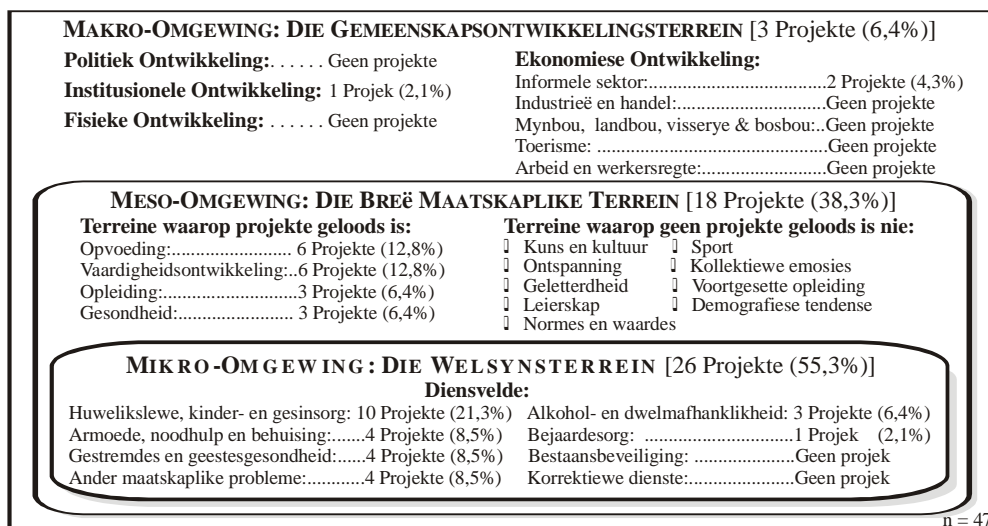 MAKRO-OMGEWING: DIE GEMEENSKAPSONTWIKKELINGSTERREIN [3 Projekte (6,4%)]
Politiek Ontwikkeling:. . . . . . Geen projekte
Institusionele Ontwikkeling: 1 Projek (2,1%)
Fisieke Ontwikkeling: . . . . . . Geen projekte
Ekonomiese Ontwikkeling:
Informele sektor:..................................2 Projekte (4,3%)
Industrieë en handel:............................Geen projekte
Mynbou, landbou, visserye & bosbou:..Geen projekte
Toerisme: ...........................................Geen projekte
Arbeid en werkersregte:.......................Geen projekte
MESO-OMGEWING: DIE BREë MAATSKAPLIKE TERREIN [18 Projekte (38,3%)]
Terreine waarop projekte geloods is:
Opvoeding:...................... 6 Projekte (12,8%)
Vaardigheidsontwikkeling:..6 Projekte (12,8%)
Opleiding:.........................3 Projekte (6,4%)
Gesondheid:........................ 3 Projekte (6,4%)
Terreine waarop geen projekte geloods is nie:
Kuns en kultuur
Ontspanning
Geletterdheid
Leierskap
Normes en waardes
Sport
Kollektiewe emosies
Voortgesette opleiding
Demografiese tendense
MIKRO-OMGEWING: DIE WELSYNSTERREIN [26 Projekte (55,3%)]
Diensvelde:
Huwelikslewe, kinder- en gesinsorg: 10 Projekte (21,3%)
Armoede, noodhulp en behuising:......4 Projekte (8,5%)
Gestremdes en geestesgesondheid:.....4 Projekte (8,5%)
Ander maatskaplike probleme:...........4 Projekte (8,5%)
Alkohol- en dwelmafhanklikheid: 3 Projekte (6,4%)
Bejaardesorg: ............................1 Projek (2,1%)
Bestaansbeveiliging: ...................Geen projek
Korrektiewe dienste:...................Geen projek
n = 47